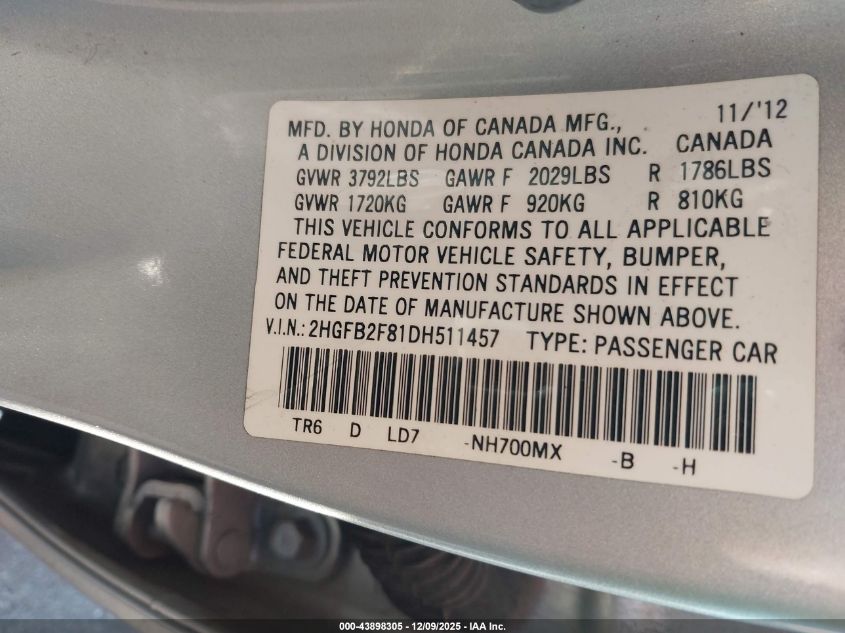 11/'12
MFD. BY HONDA OF CANADA MFG.,
A DIVISION OF HONDA CANADA INC. CANADA
GVWR 3792LBS GAWR F 2029LBS R 1786LBS
GVWR 1720KG GAWR F 920KG R 810KG
THIS VEHICLE CONFORMS TO ALL APPLICABLE
FEDERAL MOTOR VEHICLE SAFETY, BUMPER,
AND THEFT PREVENTION STANDARDS IN EFFECT
ON THE DATE OF MANUFACTURE SHOWN ABOVE.
V.I.N.: 2HGFB2F81DH511457 TYPE: PASSENGER CAR
TR6 D LD7 -NH700MX -B -H
000-43898305 - 12/09/2025 - IAA Inc.